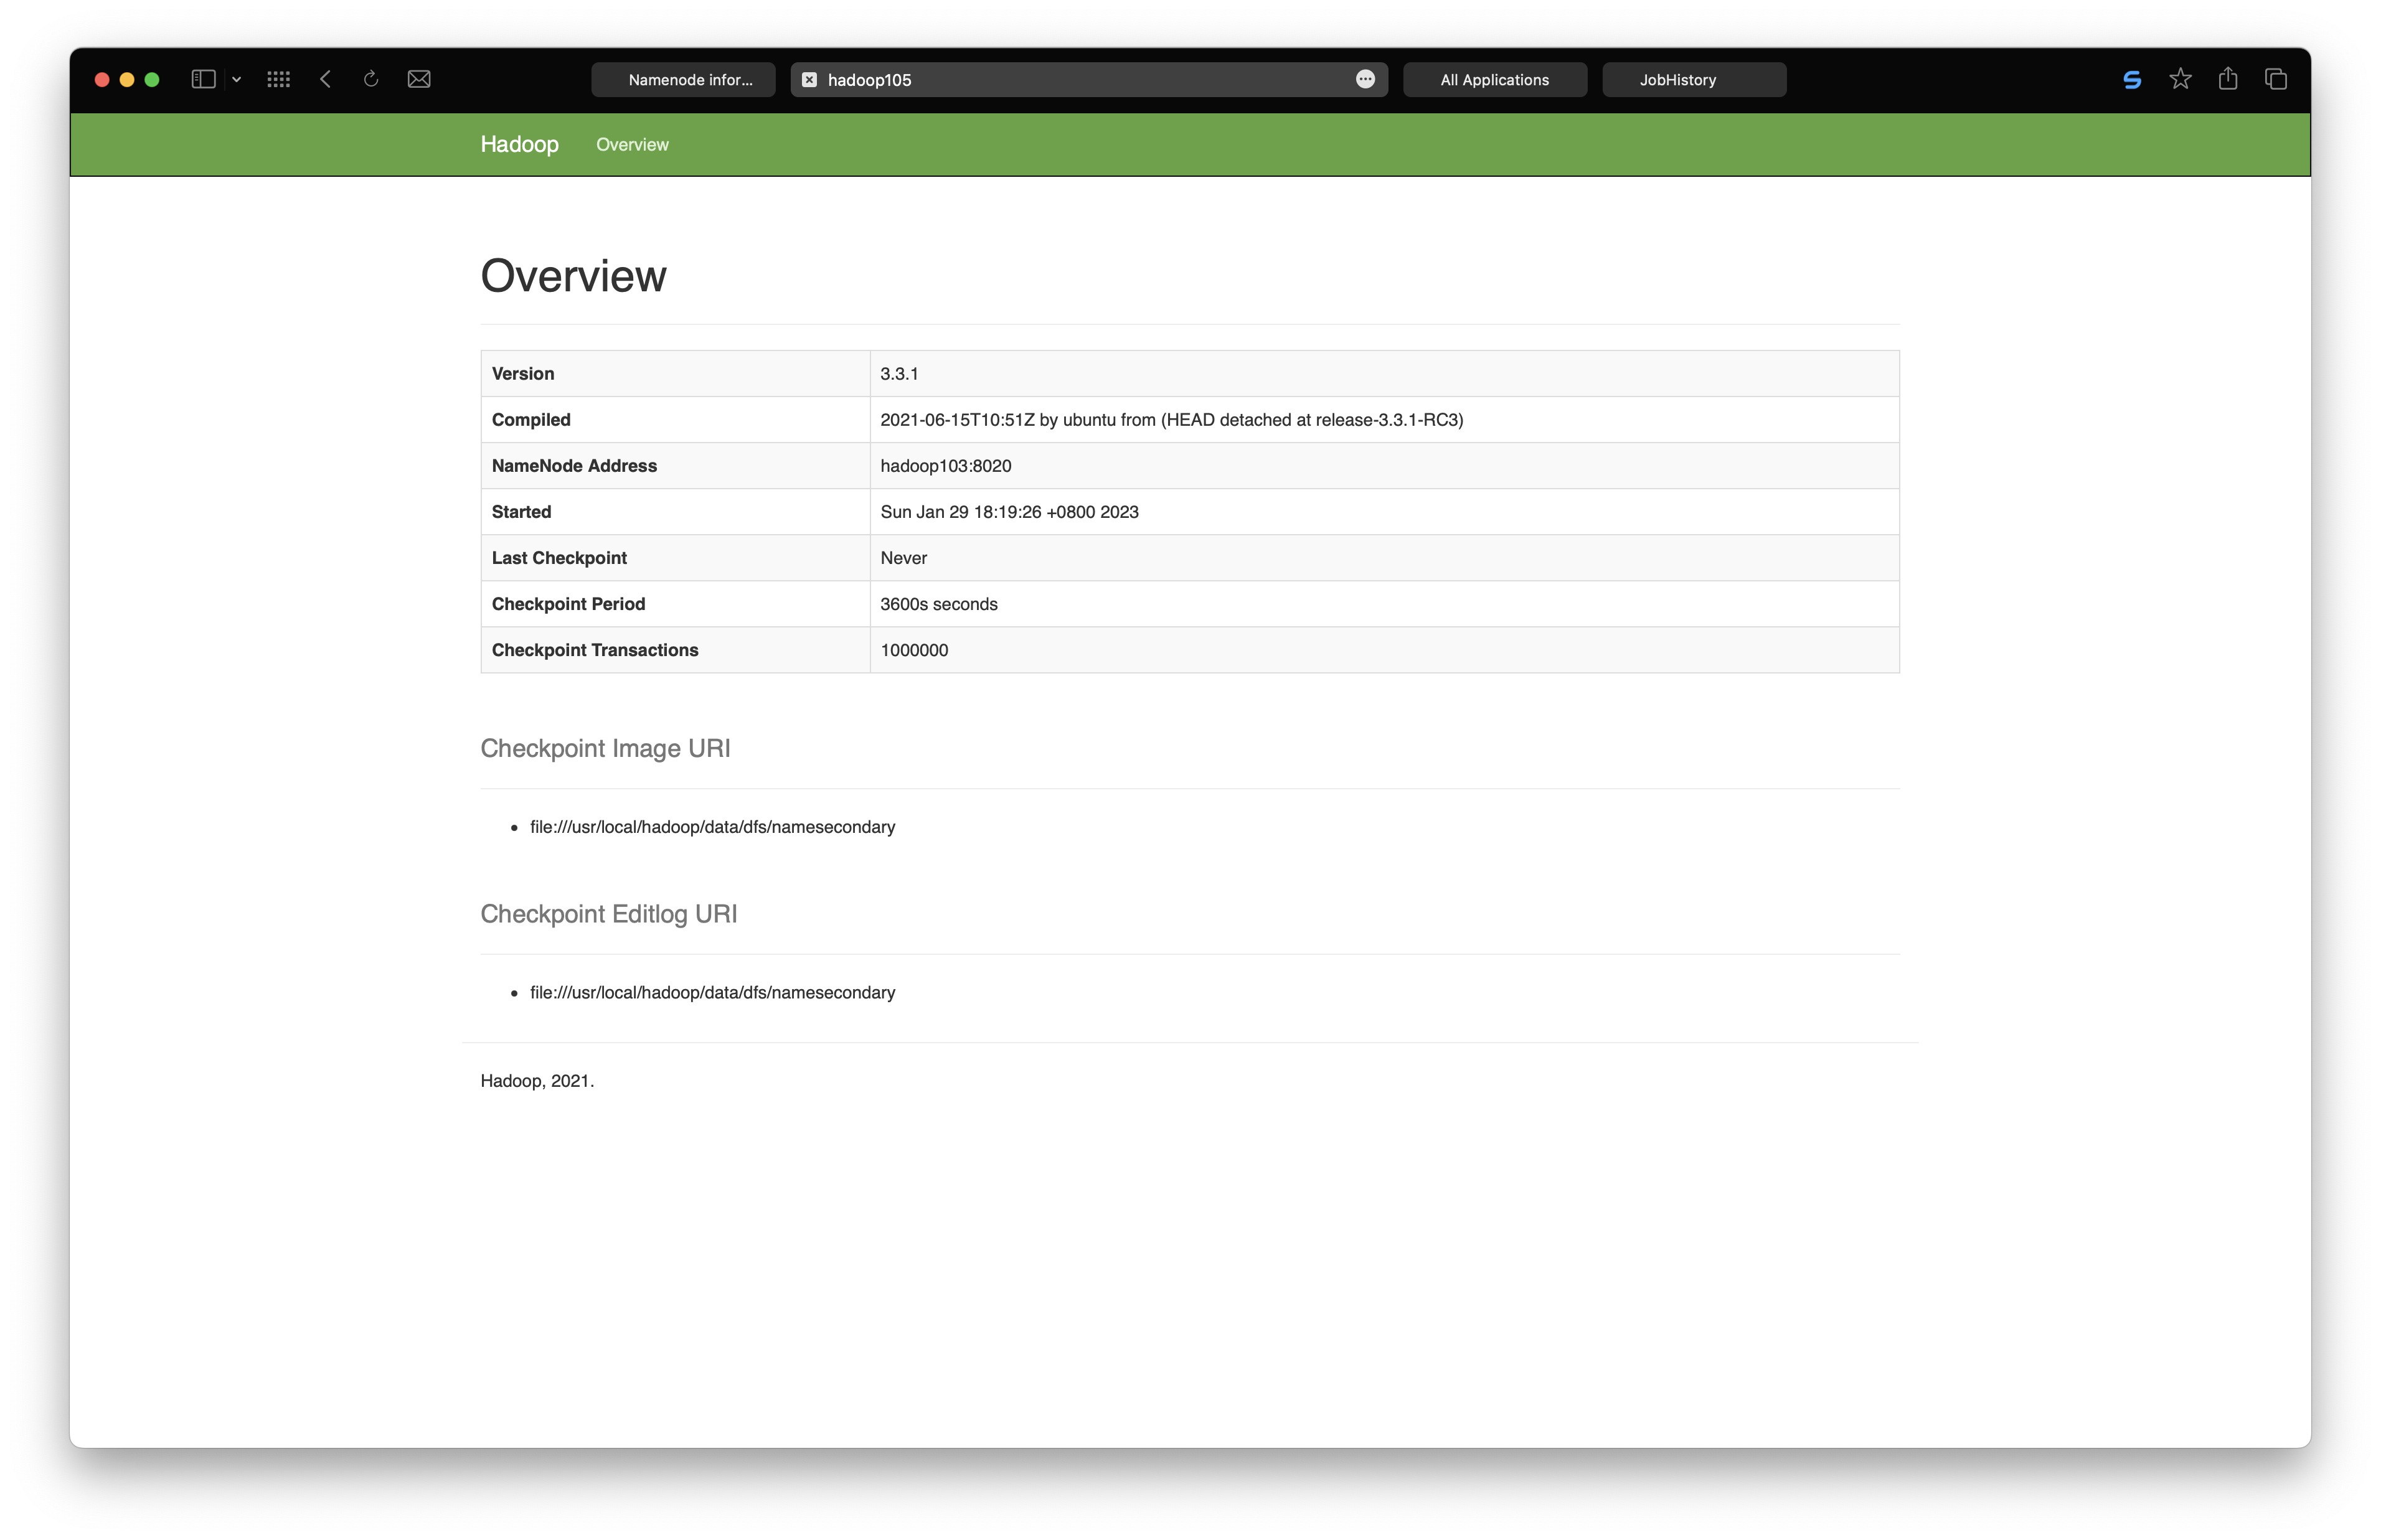 Namenode infor...
hadoop105
All Applications
JobHistory
Hadoop Overview
Overview
Version 3.3.1
Compiled 2021-06-15T10:51Z by ubuntu from (HEAD detached at release-3.3.1-RC3)
NameNode Address hadoop103:8020
Started Sun Jan 29 18:19:26 +0800 2023
Last Checkpoint Never
Checkpoint Period 3600s seconds
Checkpoint Transactions 1000000
Checkpoint Image URI
• file:///usr/local/hadoop/data/dfs/namesecondary
Checkpoint Editlog URI
• file:///usr/local/hadoop/data/dfs/namesecondary
Hadoop, 2021.